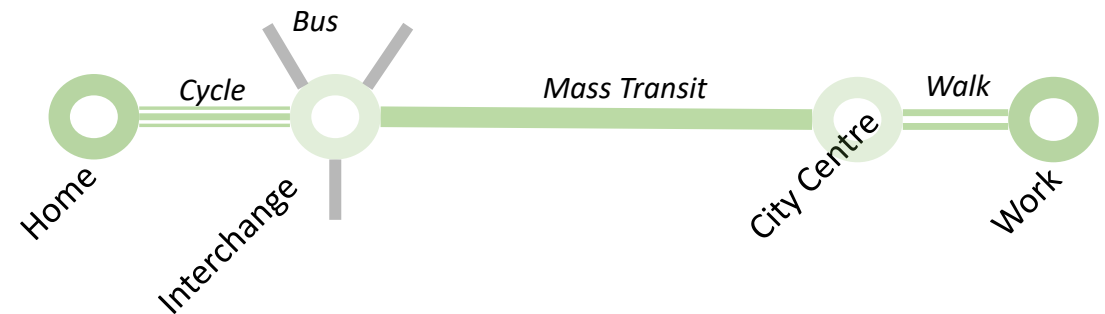 Bus
Cycle
Mass Transit
Walk
Home
Interchange
City Centre
Work